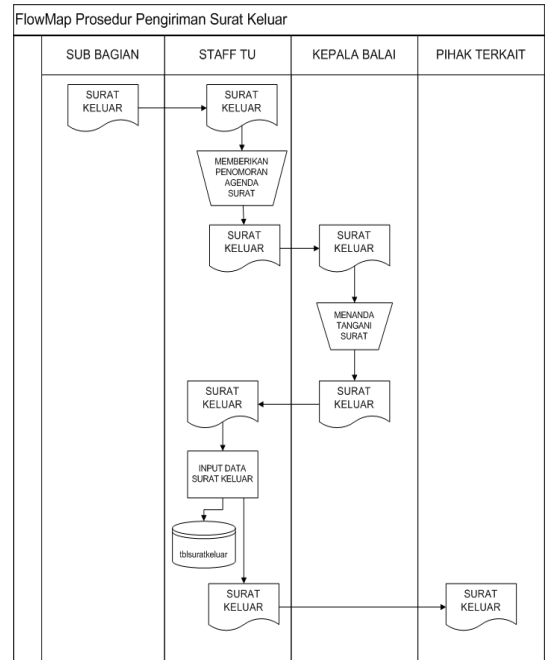 FlowMap Prosedur Pengiriman Surat Keluar
SUB BAGIAN
STAFF TU
KEPALA BALAI
PIHAK TERKAIT
SURAT
KELUAR
SURAT
KELUAR
MEMBERIKAN
PENOMORAN
AGENDA
SURAT
SURAT
KELUAR
SURAT
KELUAR
MENANDA
TANGANI
SURAT
SURAT
KELUAR
SURAT
KELUAR
INPUT DATA
SURAT KELUAR
tblsuratkeluar
SURAT
KELUAR
SURAT
KELUAR